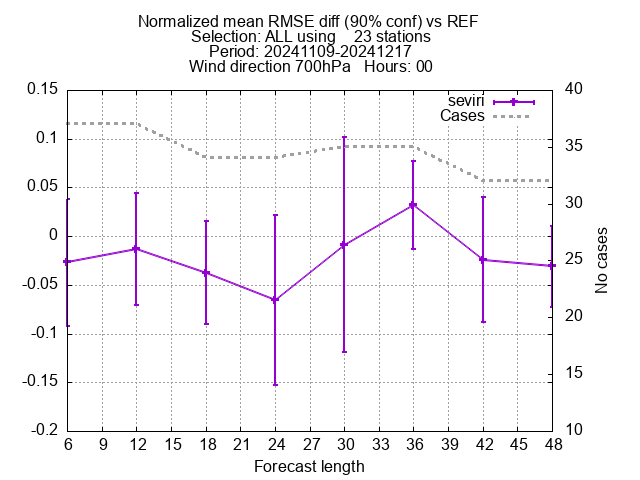 Normalized mean RMSE diff (90% conf) vs REF
Selection: ALL using    23 stations
Period: 20241109-20241217
Wind direction 700hPa   Hours: 00
0.15
0.1
0.05
0
-0.05
-0.1
-0.15
-0.2
40
35
30
25
20
15
10
seviri
Cases
No cases
6 9 12 15 18 21 24 27 30 33 36 39 42 45 48
Forecast length